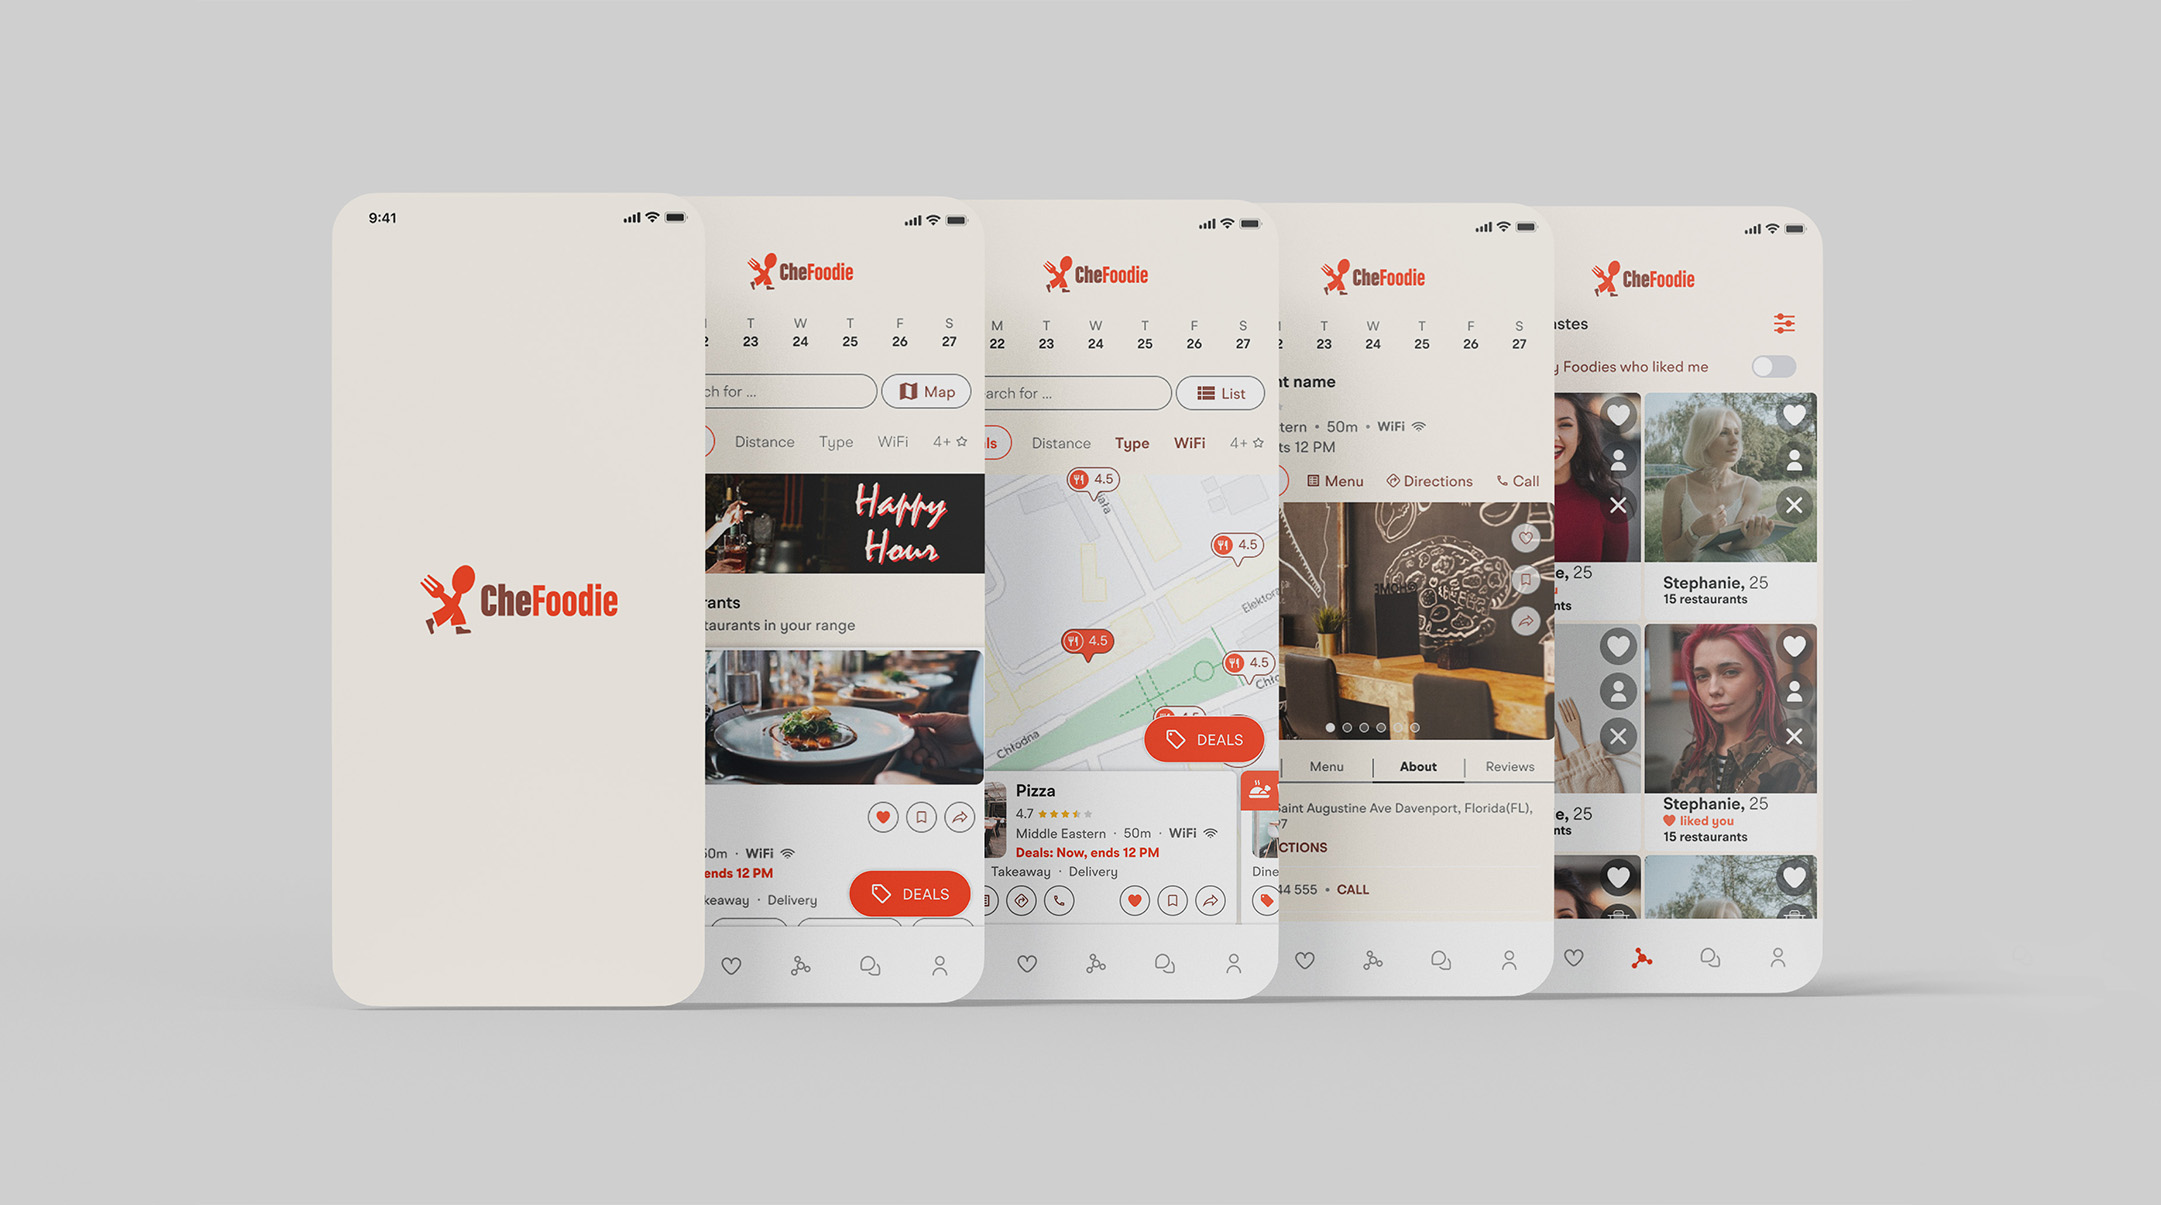 9:41
CheFoodie
CheFoodie
T W T F S
23 24 25 26 27
ch for ...
Map
Distance Type WiFi 4+
Happy
Hour
rants
taurants in your range
50m · WiFi
ends 12 PM
keaway · Delivery
DEALS
CheFoodie
M T W T F S
22 23 24 25 26 27
earch for ...
List
ls Distance Type WiFi 4+
4.5
4.5
Elektor
4.5
4.5
Chło
Chłodna
DEALS
Pizza
4.7
Middle Eastern · 50m · WiFi
Deals: Now, ends 12 PM
Takeaway · Delivery
Dine
CheFoodie
T W T F S
23 24 25 26 27
nt name
tern • 50m • WiFi
ts 12 PM
Menu Directions Call
Menu About Reviews
Saint Augustine Ave Davenport, Florida(FL),
7
CTIONS
44 555 • CALL
CheFoodie
astes
y Foodies who liked me
e, 25
u
nts
Stephanie, 25
15 restaurants
e, 25
nts
Stephanie, 25
liked you
15 restaurants